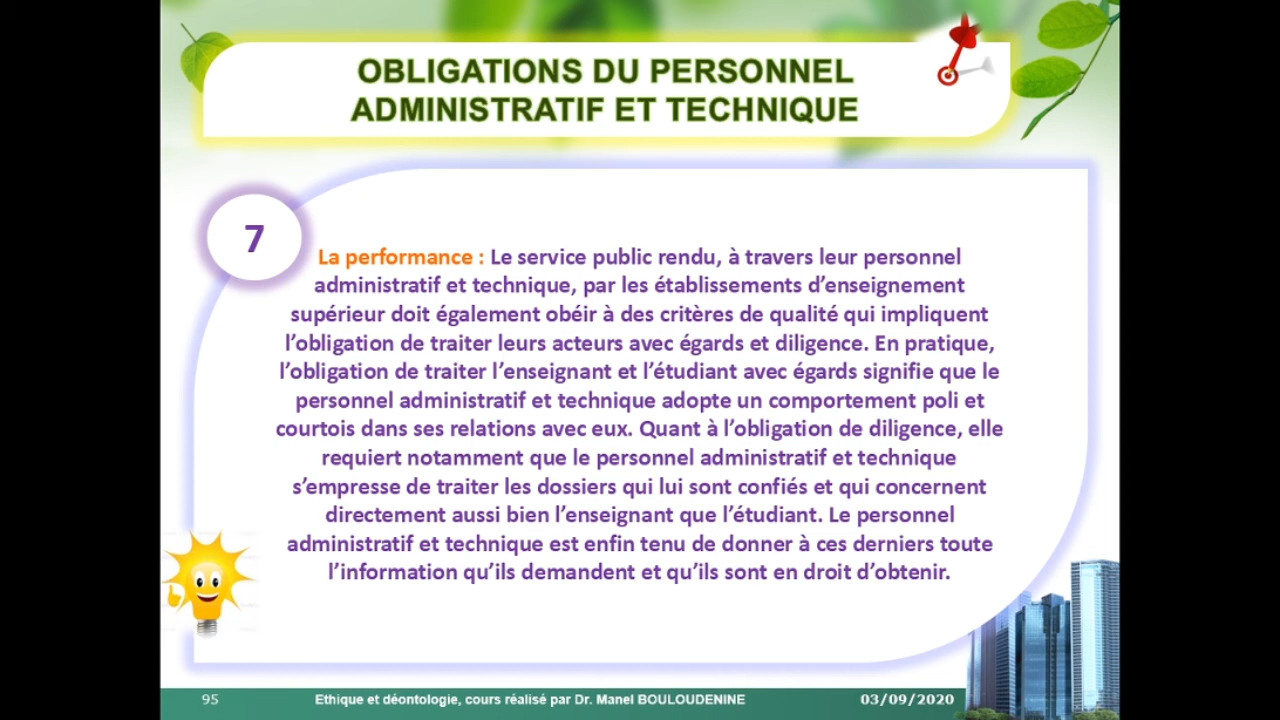 OBLIGATIONS DU PERSONNEL
ADMINISTRATIF ET TECHNIQUE
7
La performance : Le service public rendu, à travers leur personnel
administratif et technique, par les établissements d’enseignement
supérieur doit également obéir à des critères de qualité qui impliquent
l’obligation de traiter leurs acteurs avec égards et diligence. En pratique,
l’obligation de traiter l’enseignant et l’étudiant avec égards signifie que le
personnel administratif et technique adopte un comportement poli et
courtois dans ses relations avec eux. Quant à l’obligation de diligence, elle
requiert notamment que le personnel administratif et technique
s’empresse de traiter les dossiers qui lui sont confiés et qui concernent
directement aussi bien l’enseignant que l’étudiant. Le personnel
administratif et technique est enfin tenu de donner à ces derniers toute
l’information qu’ils demandent et qu’ils sont en droit d’obtenir.
95
Ethique et déontologie, cours réalisé par Dr. Manel BOULOUDENINE
03/09/2020